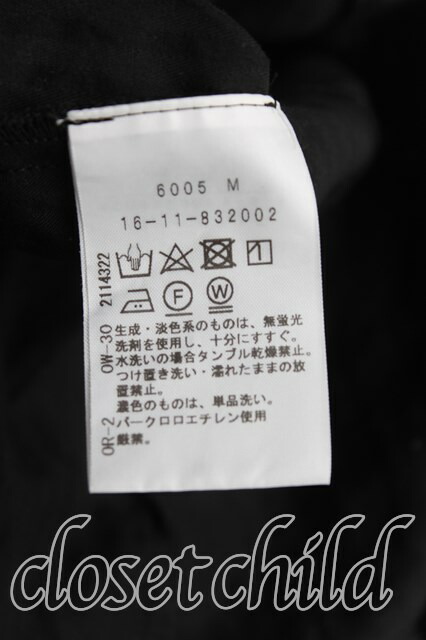 6005 M
16-11-832002
2114322
F
W
OW-30
生成・淡色系のものは、無蛍光
洗剤を使用し、十分にすすぐ。
水洗いの場合タンブル乾燥禁止。
つけ置き洗い・濡れたままの放
置禁止。
濃色のものは、単品洗い。
OR-2
パークロロエチレン使用
厳禁。
closet child